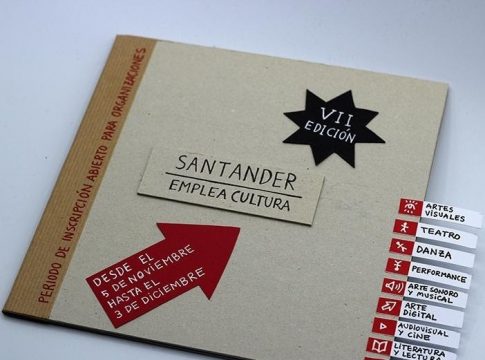 PERIODO DE INSCRIPCIÓN ABIERTO PARA ORGANIZACIONES
VII
EDICIÓN
SANTANDER
EMPLEA CULTURA
DESDE EL
5 DE NOVIEMBRE
HASTA EL
3 DE DICIEMBRE
ARTES
VISUALES
TEATRO
DANZA
PERFORMANCE
ARTE SONORO
Y MUSICAL
ARTE
DIGITAL
AUDIOVISUAL
Y CINE
LITERATURA
LECTURA